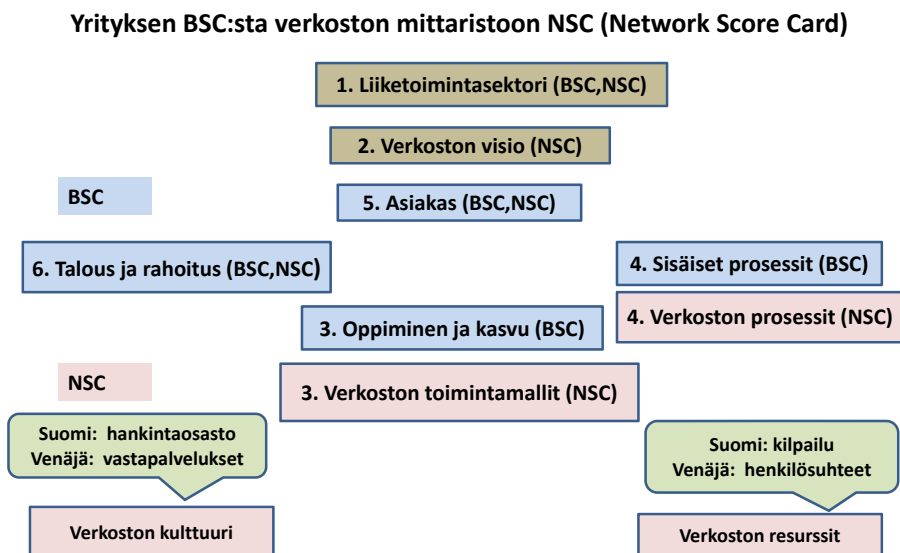 Yrityksen BSC:sta verkoston mittaristoon NSC (Network Score Card)
1. Liiketoimintasektori (BSC,NSC)
2. Verkoston visio (NSC)
BSC
5. Asiakas (BSC,NSC)
6. Talous ja rahoitus (BSC,NSC)
4. Sisäiset prosessit (BSC)
4. Verkoston prosessit (NSC)
3. Oppiminen ja kasvu (BSC)
NSC
3. Verkoston toimintamallit (NSC)
Suomi: hankintaosasto
Venäjä: vastapalvelukset
Suomi: kilpailu
Venäjä: henkilösuhteet
Verkoston kulttuuri
Verkoston resurssit